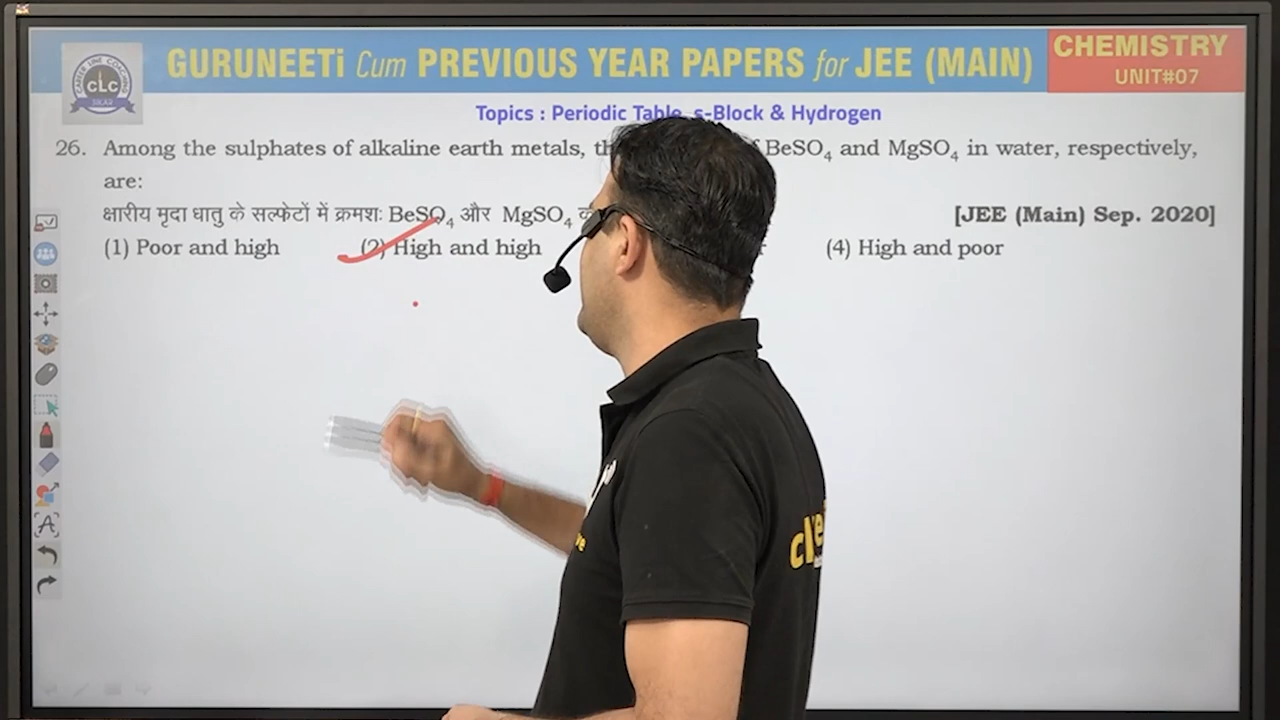 GURUNEETi Cum PREVIOUS YEAR PAPERS for JEE (MAIN)
CHEMISTRY
UNIT#07
CLC
SIKAR
Topics : Periodic Table, s-Block & Hydrogen
26. Among the sulphates of alkaline earth metals, BeSO4 and MgSO4 in water, respectively,
are:
क्षारीय मृदा धातु के सल्फेटों में क्रमशः BeSO4 और MgSO4
[JEE (Main) Sep. 2020]
(1) Poor and high (2) High and high (4) High and poor